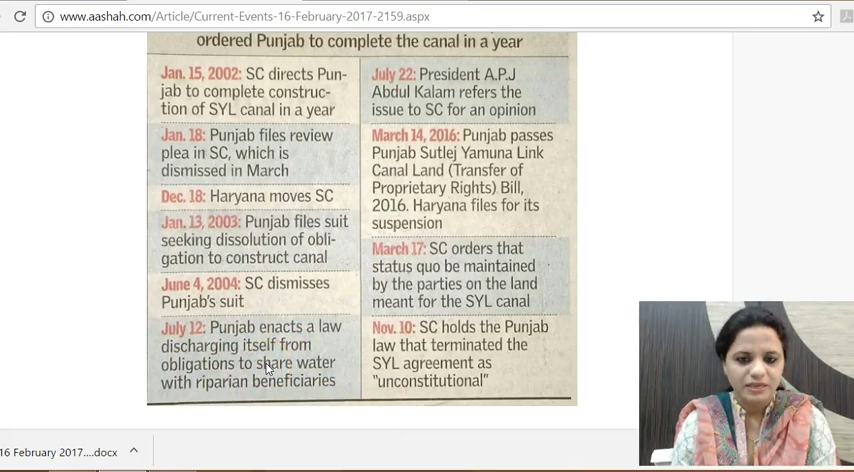 www.aashah.com/Article/Current-Events-16-February-2017-2159.aspx
ordered Punjab to complete the canal in a year
Jan. 15, 2002: SC directs Pun-
jab to complete construc-
tion of SYL canal in a year
Jan. 18: Punjab files review
plea in SC, which is
dismissed in March
Dec. 18: Haryana moves SC
Jan. 13, 2003: Punjab files suit
seeking dissolution of obli-
gation to construct canal
June 4, 2004: SC dismisses
Punjab's suit
July 12: Punjab enacts a law
discharging itself from
obligations to share water
with riparian beneficiaries
July 22: President A.P.J
Abdul Kalam refers the
issue to SC for an opinion
March 14, 2016: Punjab passes
Punjab Sutlej Yamuna Link
Canal Land (Transfer of
Proprietary Rights) Bill,
2016. Haryana files for its
suspension
March 17: SC orders that
status quo be maintained
by the parties on the land
meant for the SYL canal
Nov. 10: SC holds the Punjab
law that terminated the
SYL agreement as
"unconstitutional"
16 February 2017....docx